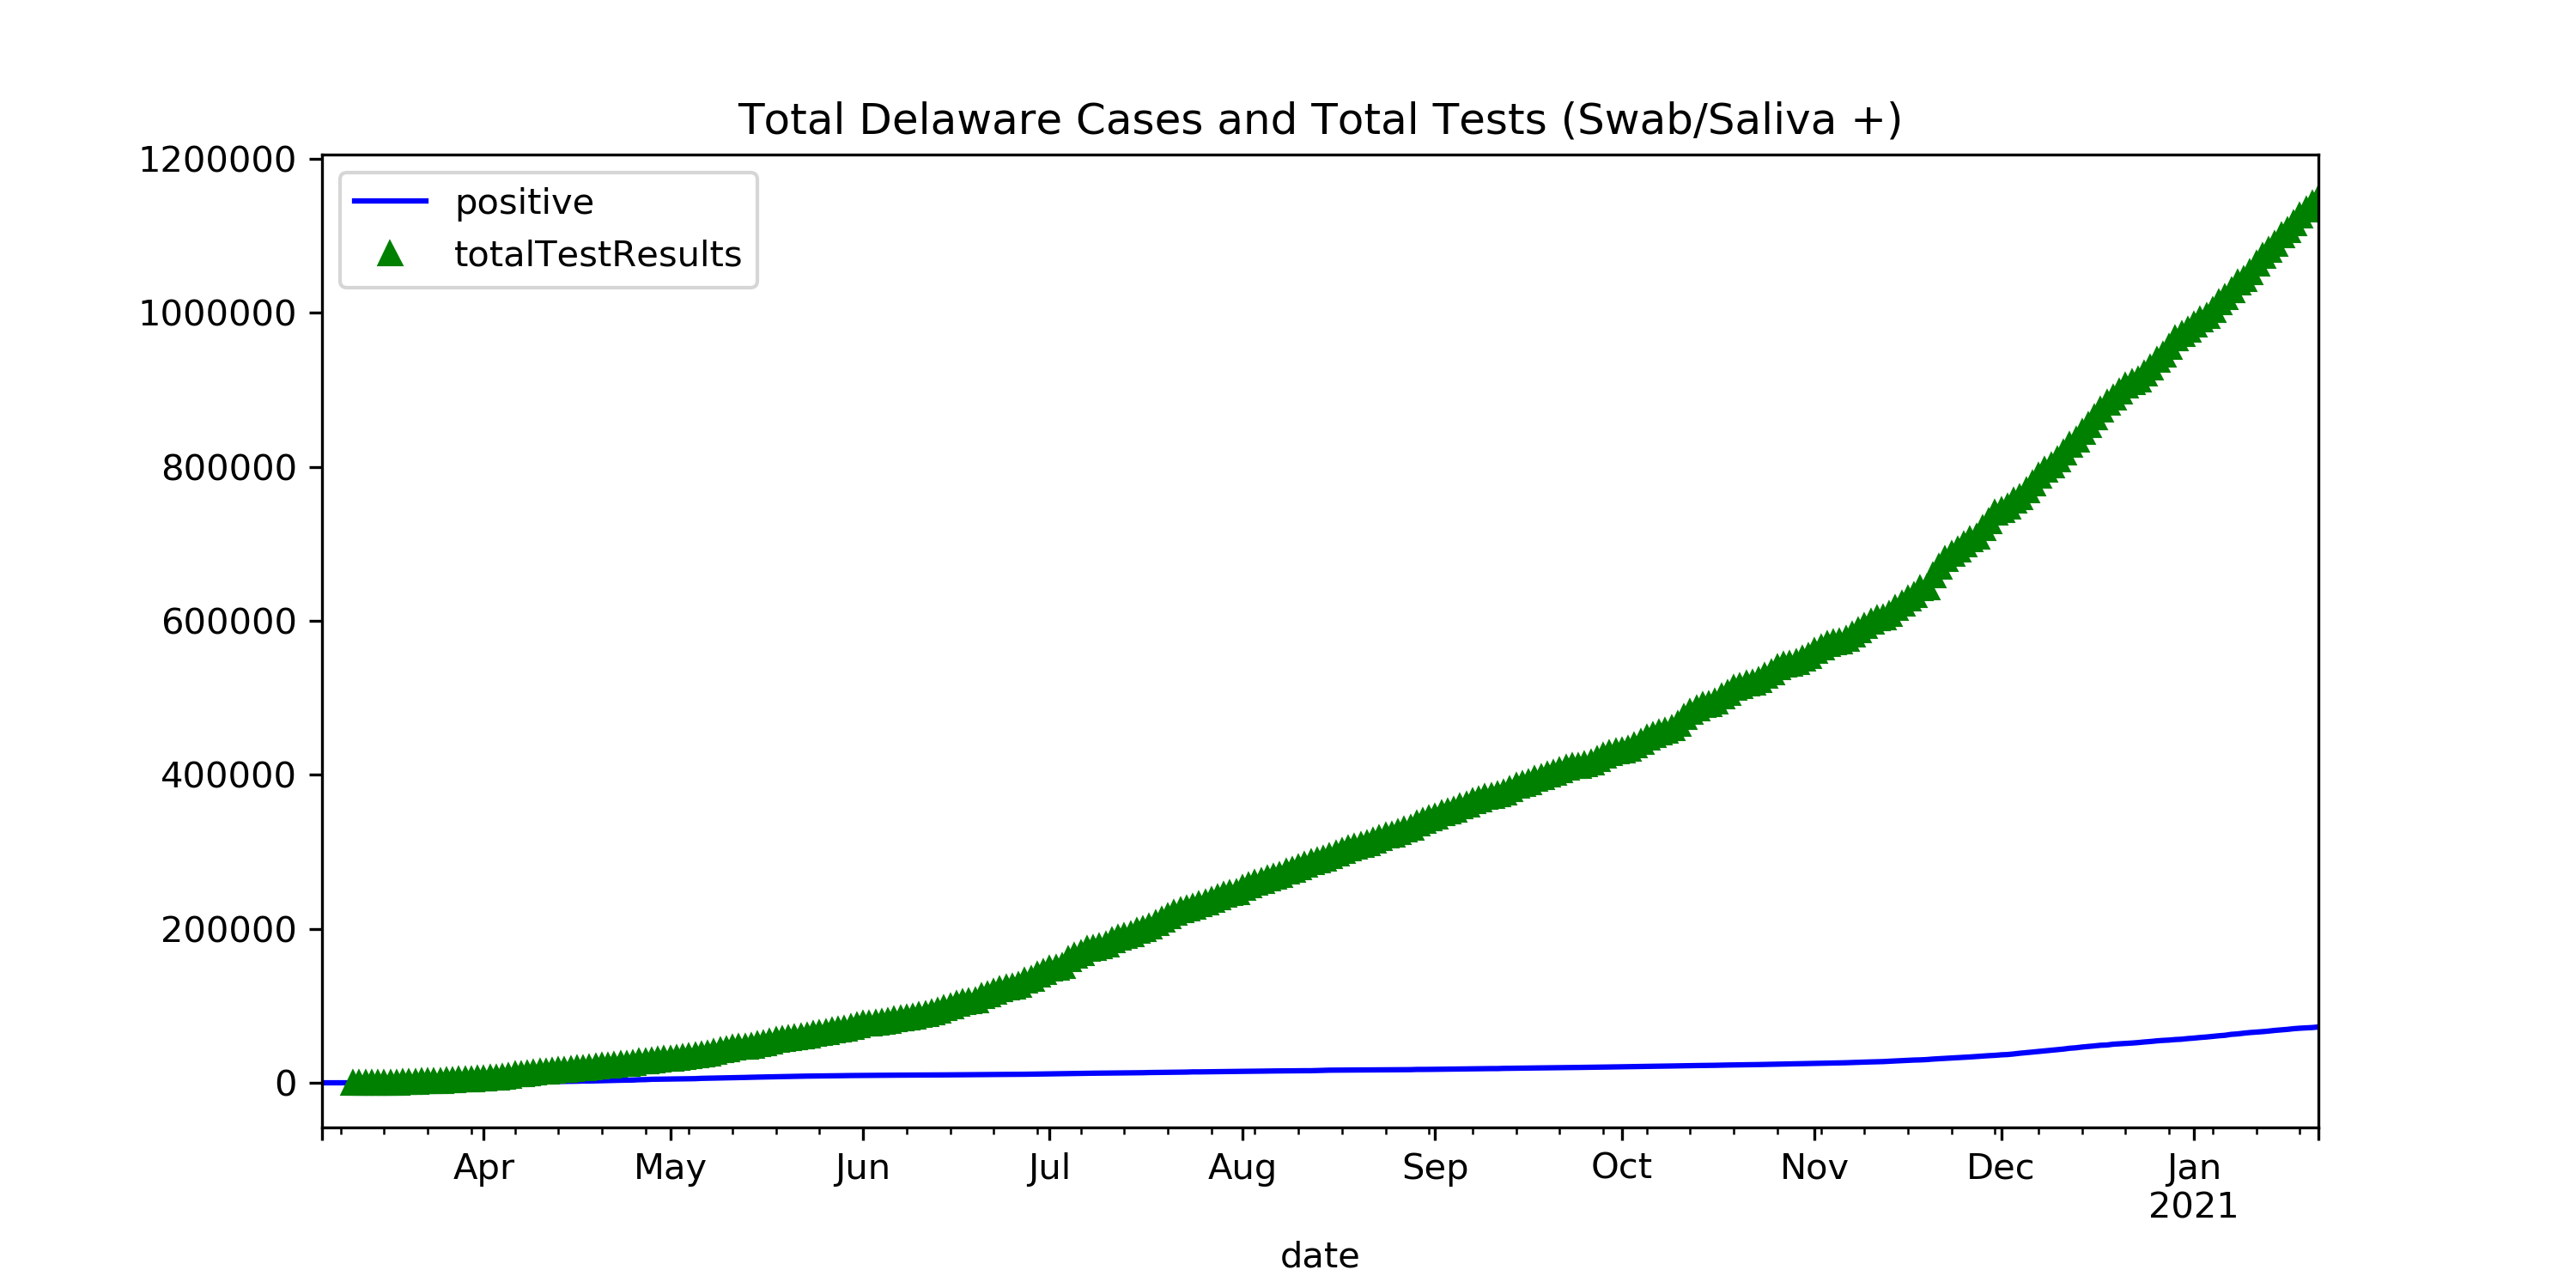 Total Delaware Cases and Total Tests (Swab/Saliva +)
1200000
positive
totalTestResults
1000000
800000
600000
400000
200000
0
Apr May Jun Jul Aug Sep Oct Nov Dec Jan
2021
date